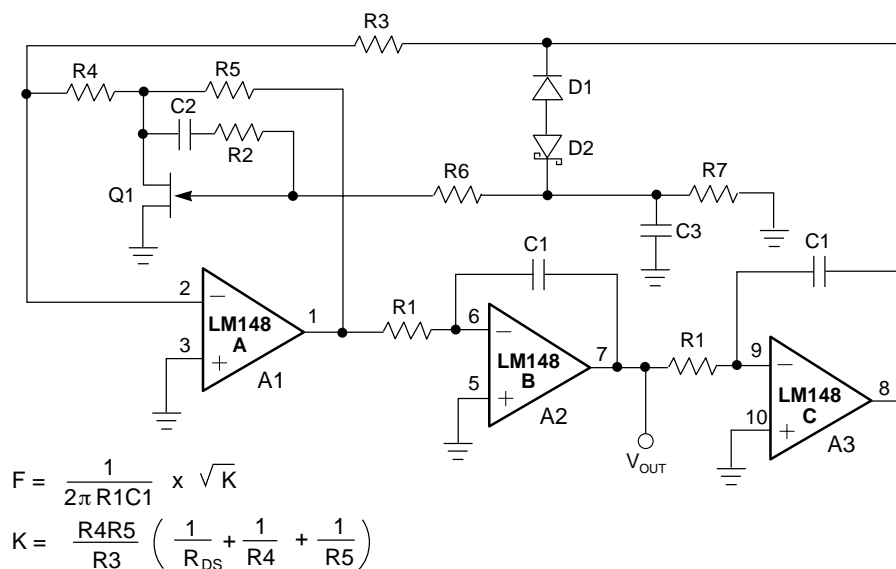 R3
R4
R5
D1
C2
R2
D2
R6
R7
Q1
C3
C1
C1
2
−
LM148
A
1
3
+
A1
R1
6
−
LM148
B
7
5
+
A2
R1
9
−
LM148
C
8
10
+
A3
VOUT
F = 1 / 2π R1C1 x √K
K = R4R5 / R3 ( 1 / RDS + 1 / R4 + 1 / R5 )